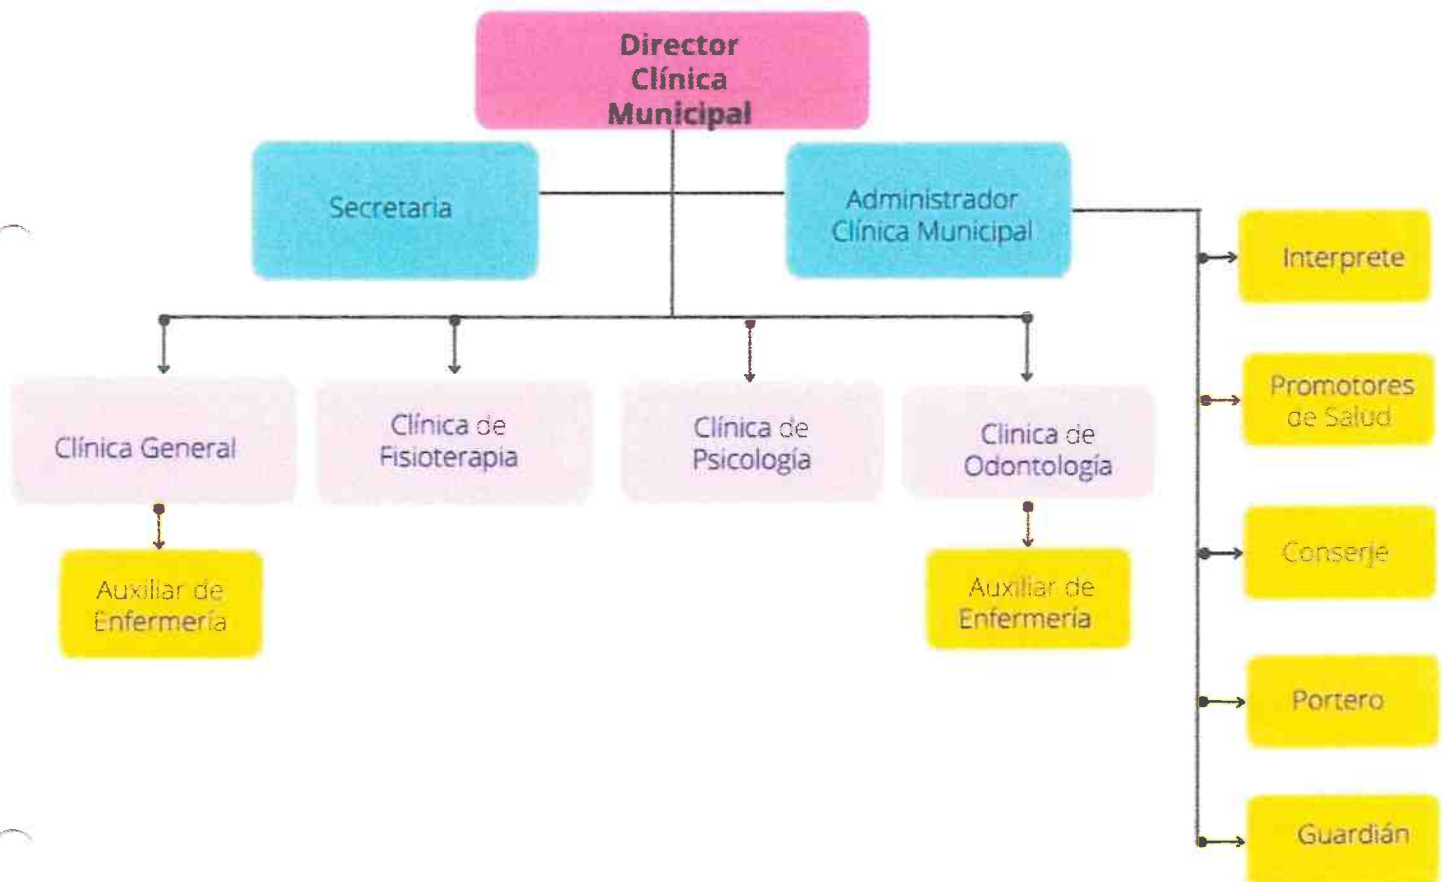 Director
Clínica
Municipal
Secretaria
Administrador
Clínica Municipal
Interprete
Promotores
de Salud
Conserje
Portero
Guardián
Clínica General
Clínica de
Fisioterapia
Clínica de
Psicología
Clinica de
Odontología
Auxiliar de
Enfermería
Auxiliar de
Enfermería